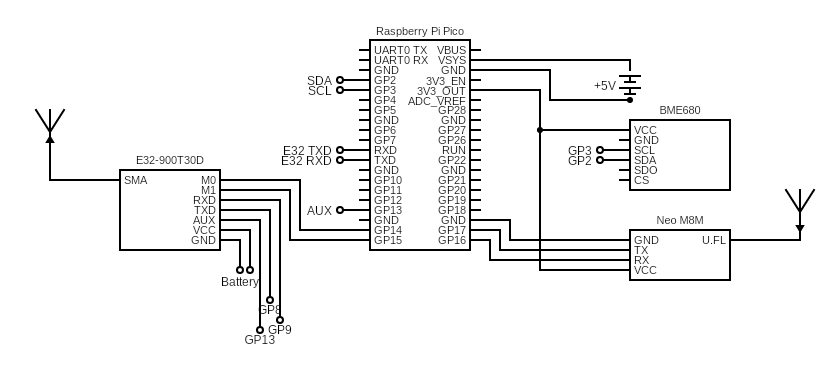 Raspberry Pi Pico
UART0 TX VBUS
UART0 RX VSYS
GND GND
SDA GP2 3V3_EN
SCL GP3 3V3_OUT
GP4 ADC_VREF
GP5 GP28
GND GND
GP6 GP27
GP7 GP26
E32 TXD RXD RUN
E32 RXD TXD GP22
GND GND
GP10 GP21
GP11 GP20
GP12 GP19
AUX GP13 GP18
GND GND
GP14 GP17
GP15 GP16
+5V
BME680
VCC
GND
GP3 SCL
GP2 SDA
SDO
CS
E32-900T30D
SMA M0
M1
RXD
TXD
AUX
VCC
GND
Battery
GP8
GP9
GP13
Neo M8M
GND U.FL
TX
RX
VCC